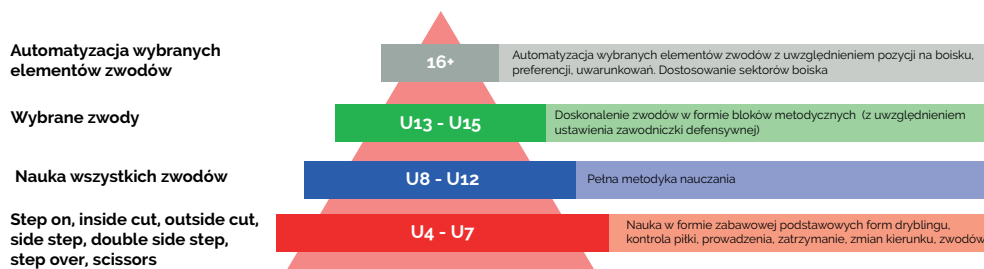 Automatyzacja wybranych
elementów zwodów
16+
Automatyzacja wybranych elementów zwodów z uwzględnieniem pozycji na boisku,
preferencji, uwarunkowań. Dostosowanie sektorów boiska
Wybrane zwody
U13 - U15
Doskonalenie zwodów w formie bloków metodycznych (z uwzględnieniem
ustawienia zawodniczki defensywnej)
Nauka wszystkich zwodów
U8 - U12
Pełna metodyka nauczania
Step on, inside cut, outside cut,
side step, double side step,
step over, scissors
U4 - U7
Nauka w formie zabawowej podstawowych form dryblingu,
kontrola piłki, prowadzenia, zatrzymanie, zmian kierunku, zwodów